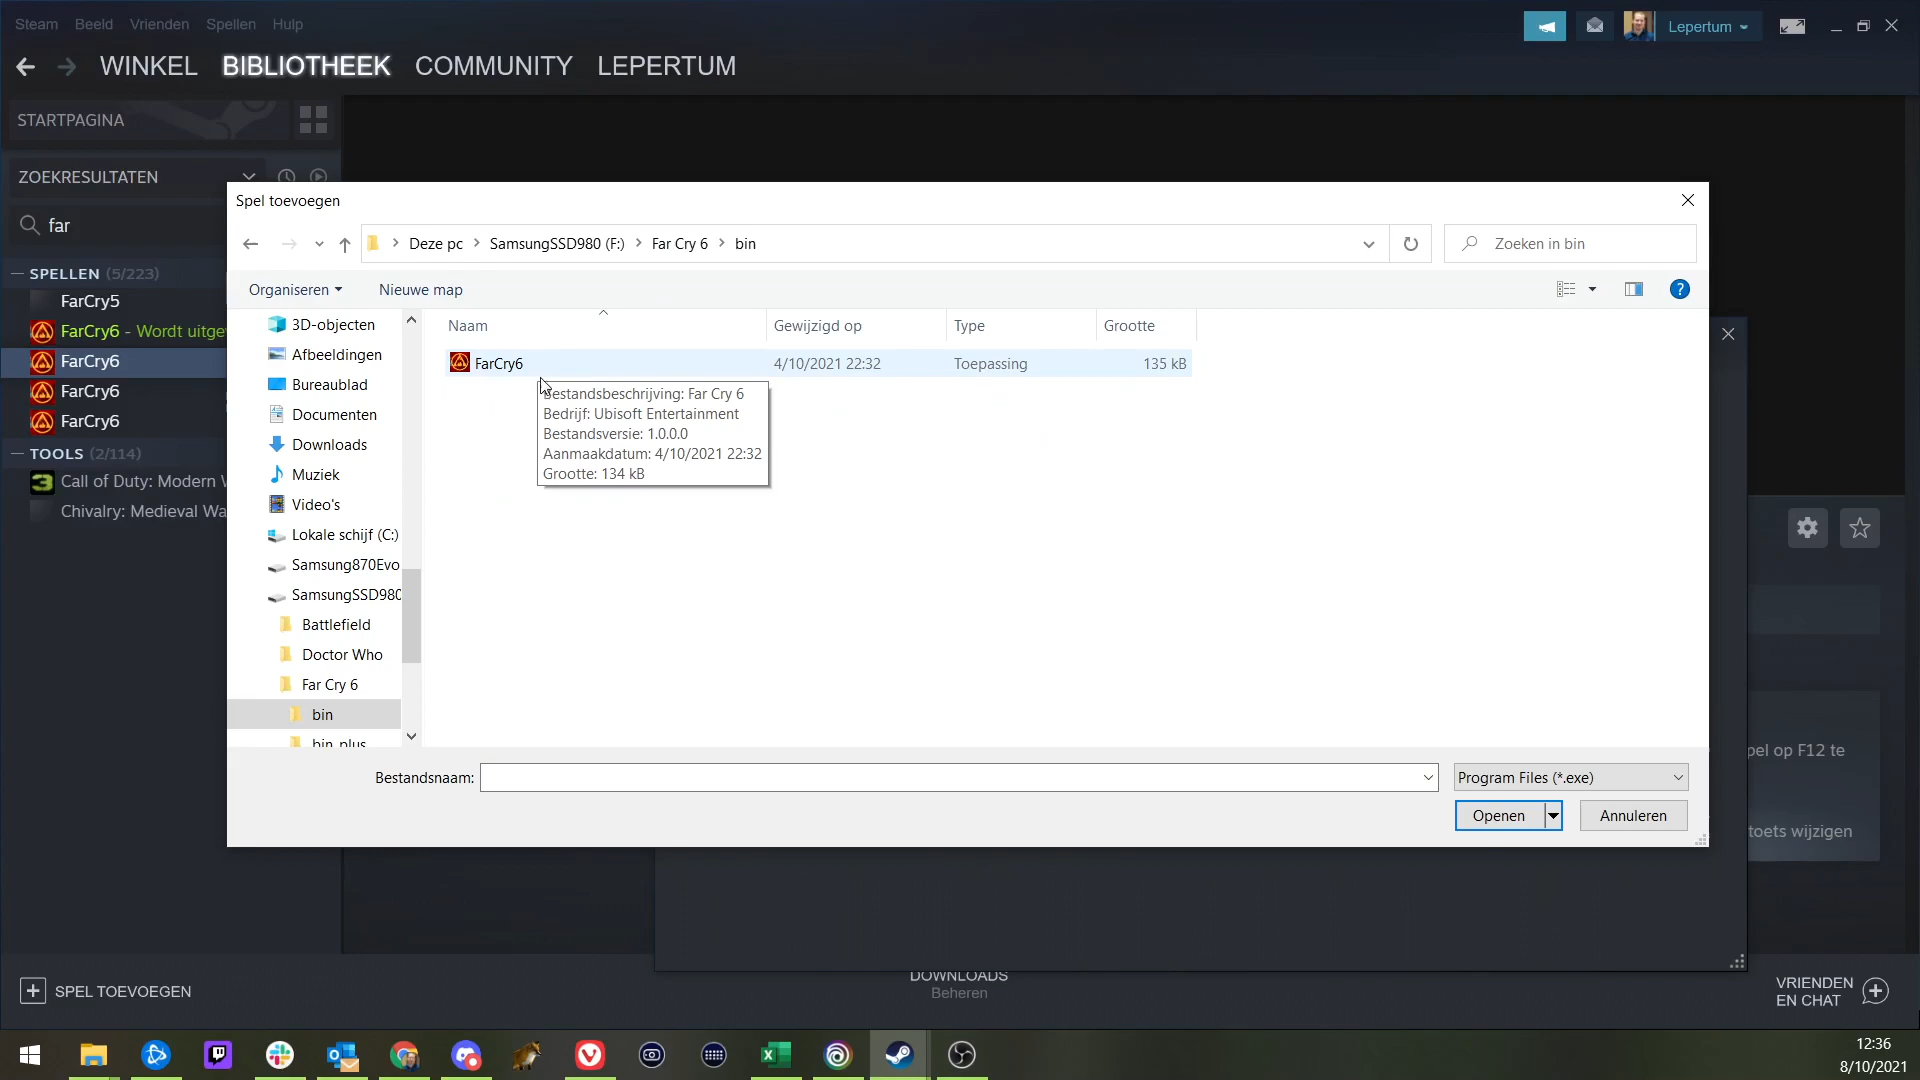 Steam Beeld Vrienden Spellen Hulp
Lepertum
WINKEL BIBLIOTHEEK COMMUNITY LEPERTUM
STARTPAGINA
ZOEKRESULTATEN
far
SPELLEN (5/223)
FarCry5
FarCry6 - Wordt uitge
FarCry6
FarCry6
FarCry6
TOOLS (2/114)
Call of Duty: Modern
Chivalry: Medieval Wa
Spel toevoegen
Deze pc > SamsungSSD980 (F:) > Far Cry 6 > bin
Zoeken in bin
Organiseren Nieuwe map
3D-objecten
Afbeeldingen
Bureaublad
Documenten
Downloads
Muziek
Video's
Lokale schijf (C:)
Samsung870Evo
SamsungSSD980
Battlefield
Doctor Who
Far Cry 6
bin
bin_plus
Naam Gewijzigd op Type Grootte
FarCry6 4/10/2021 22:32 Toepassing 135 kB
Bestandsbeschrijving: Far Cry 6
Bedrijf: Ubisoft Entertainment
Bestandsversie: 1.0.0.0
Aanmaakdatum: 4/10/2021 22:32
Grootte: 134 kB
Bestandsnaam: Program Files (*.exe)
Openen Annuleren
pel op F12 te
toets wijzigen
SPEL TOEVOEGEN
DOWNLOADS
Beheren
VRIENDEN
EN CHAT
12:36
8/10/2021